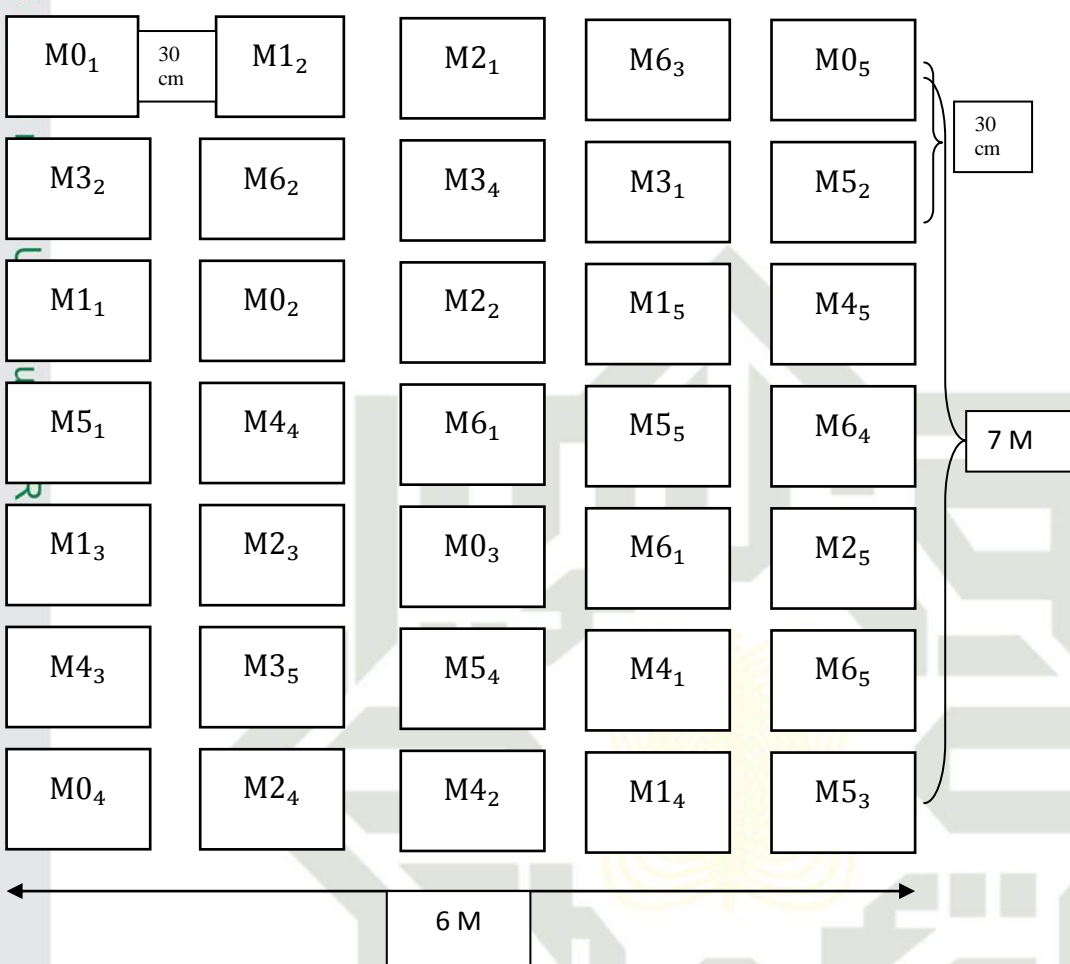 M0₁ 30 cm M1₂ M2₁ M6₃ M0₅
30
cm
M3₂ M6₂ M3₄ M3₁ M5₂
M1₁ M0₂ M2₂ M1₅ M4₅
M5₁ M4₄ M6₁ M5₅ M6₄
7 M
M1₃ M2₃ M0₃ M6₁ M2₅
M4₃ M3₅ M5₄ M4₁ M6₅
M0₄ M2₄ M4₂ M1₄ M5₃
6 M